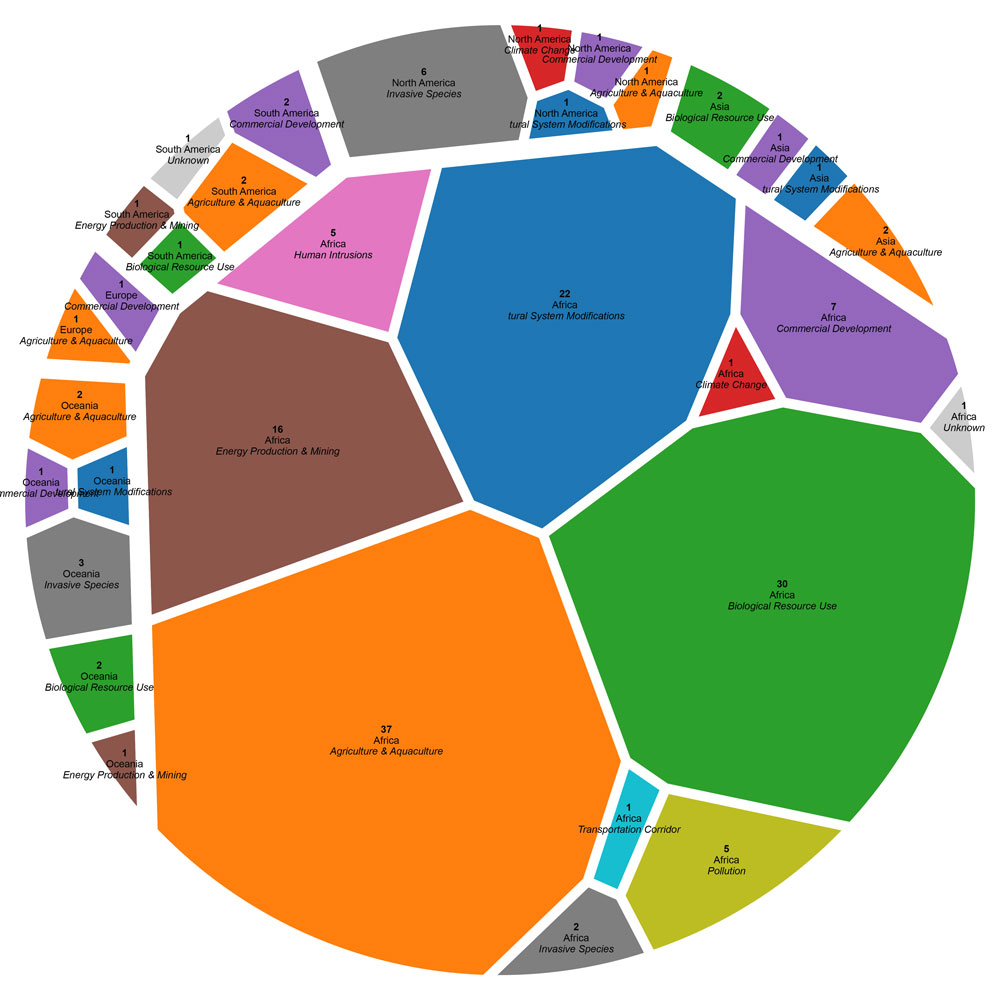 1
North America
Climate Change
1
North America
Commercial Development
1
North America
Agriculture & Aquaculture
6
North America
Invasive Species
1
North America
tural System Modifications
2
Asia
Biological Resource Use
1
Asia
Commercial Development
1
Asia
tural System Modifications
2
Asia
Agriculture & Aquaculture
2
South America
Commercial Development
1
South America
Unknown
2
South America
Agriculture & Aquaculture
1
South America
Energy Production & Mining
1
South America
Biological Resource Use
1
Europe
Commercial Development
1
Europe
Agriculture & Aquaculture
5
Africa
Human Intrusions
22
Africa
tural System Modifications
7
Africa
Commercial Development
1
Africa
Climate Change
1
Africa
Unknown
16
Africa
Energy Production & Mining
2
Oceania
Agriculture & Aquaculture
1
Oceania
mmercial Development
1
Oceania
tural System Modifications
3
Oceania
Invasive Species
2
Oceania
Biological Resource Use
1
Oceania
Energy Production & Mining
30
Africa
Biological Resource Use
37
Africa
Agriculture & Aquaculture
1
Africa
Transportation Corridor
5
Africa
Pollution
2
Africa
Invasive Species